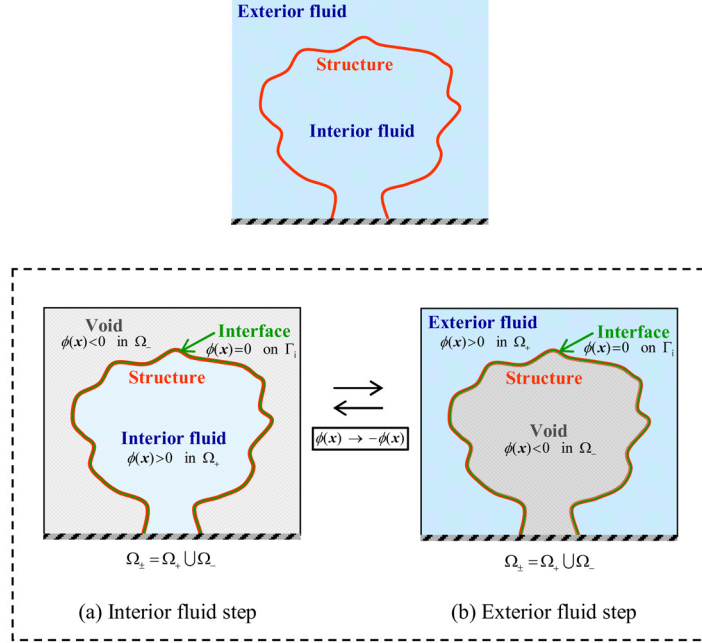 Exterior fluid
Structure
Interior fluid
Void
ϕ(x)<0 in Ω₋
Interface
ϕ(x)=0 on Γᵢ
Structure
Interior fluid
ϕ(x)>0 in Ω₊
Ω± = Ω₊ ⋃ Ω₋
(a) Interior fluid step
ϕ(x) → −ϕ(x)
Exterior fluid
ϕ(x)>0 in Ω₊
Interface
ϕ(x)=0 on Γᵢ
Structure
Void
ϕ(x)<0 in Ω₋
Ω± = Ω₊ ⋃ Ω₋
(b) Exterior fluid step